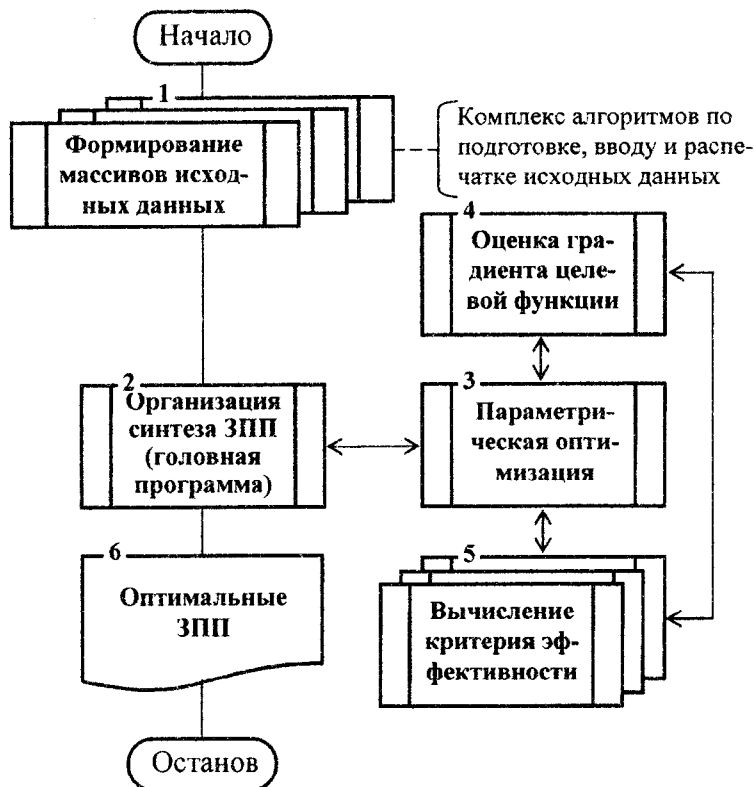 Начало
1
Формирование
массивов исход-
ных данных
Комплекс алгоритмов по
подготовке, вводу и распе-
чатке исходных данных
4
Оценка гра-
диента целе-
вой функции
2
Организация
синтеза ЗПП
(головная
программа)
3
Параметри-
ческая опти-
мизация
6
Оптимальные
ЗПП
5
Вычисление
критерия эф-
фективности
Останов